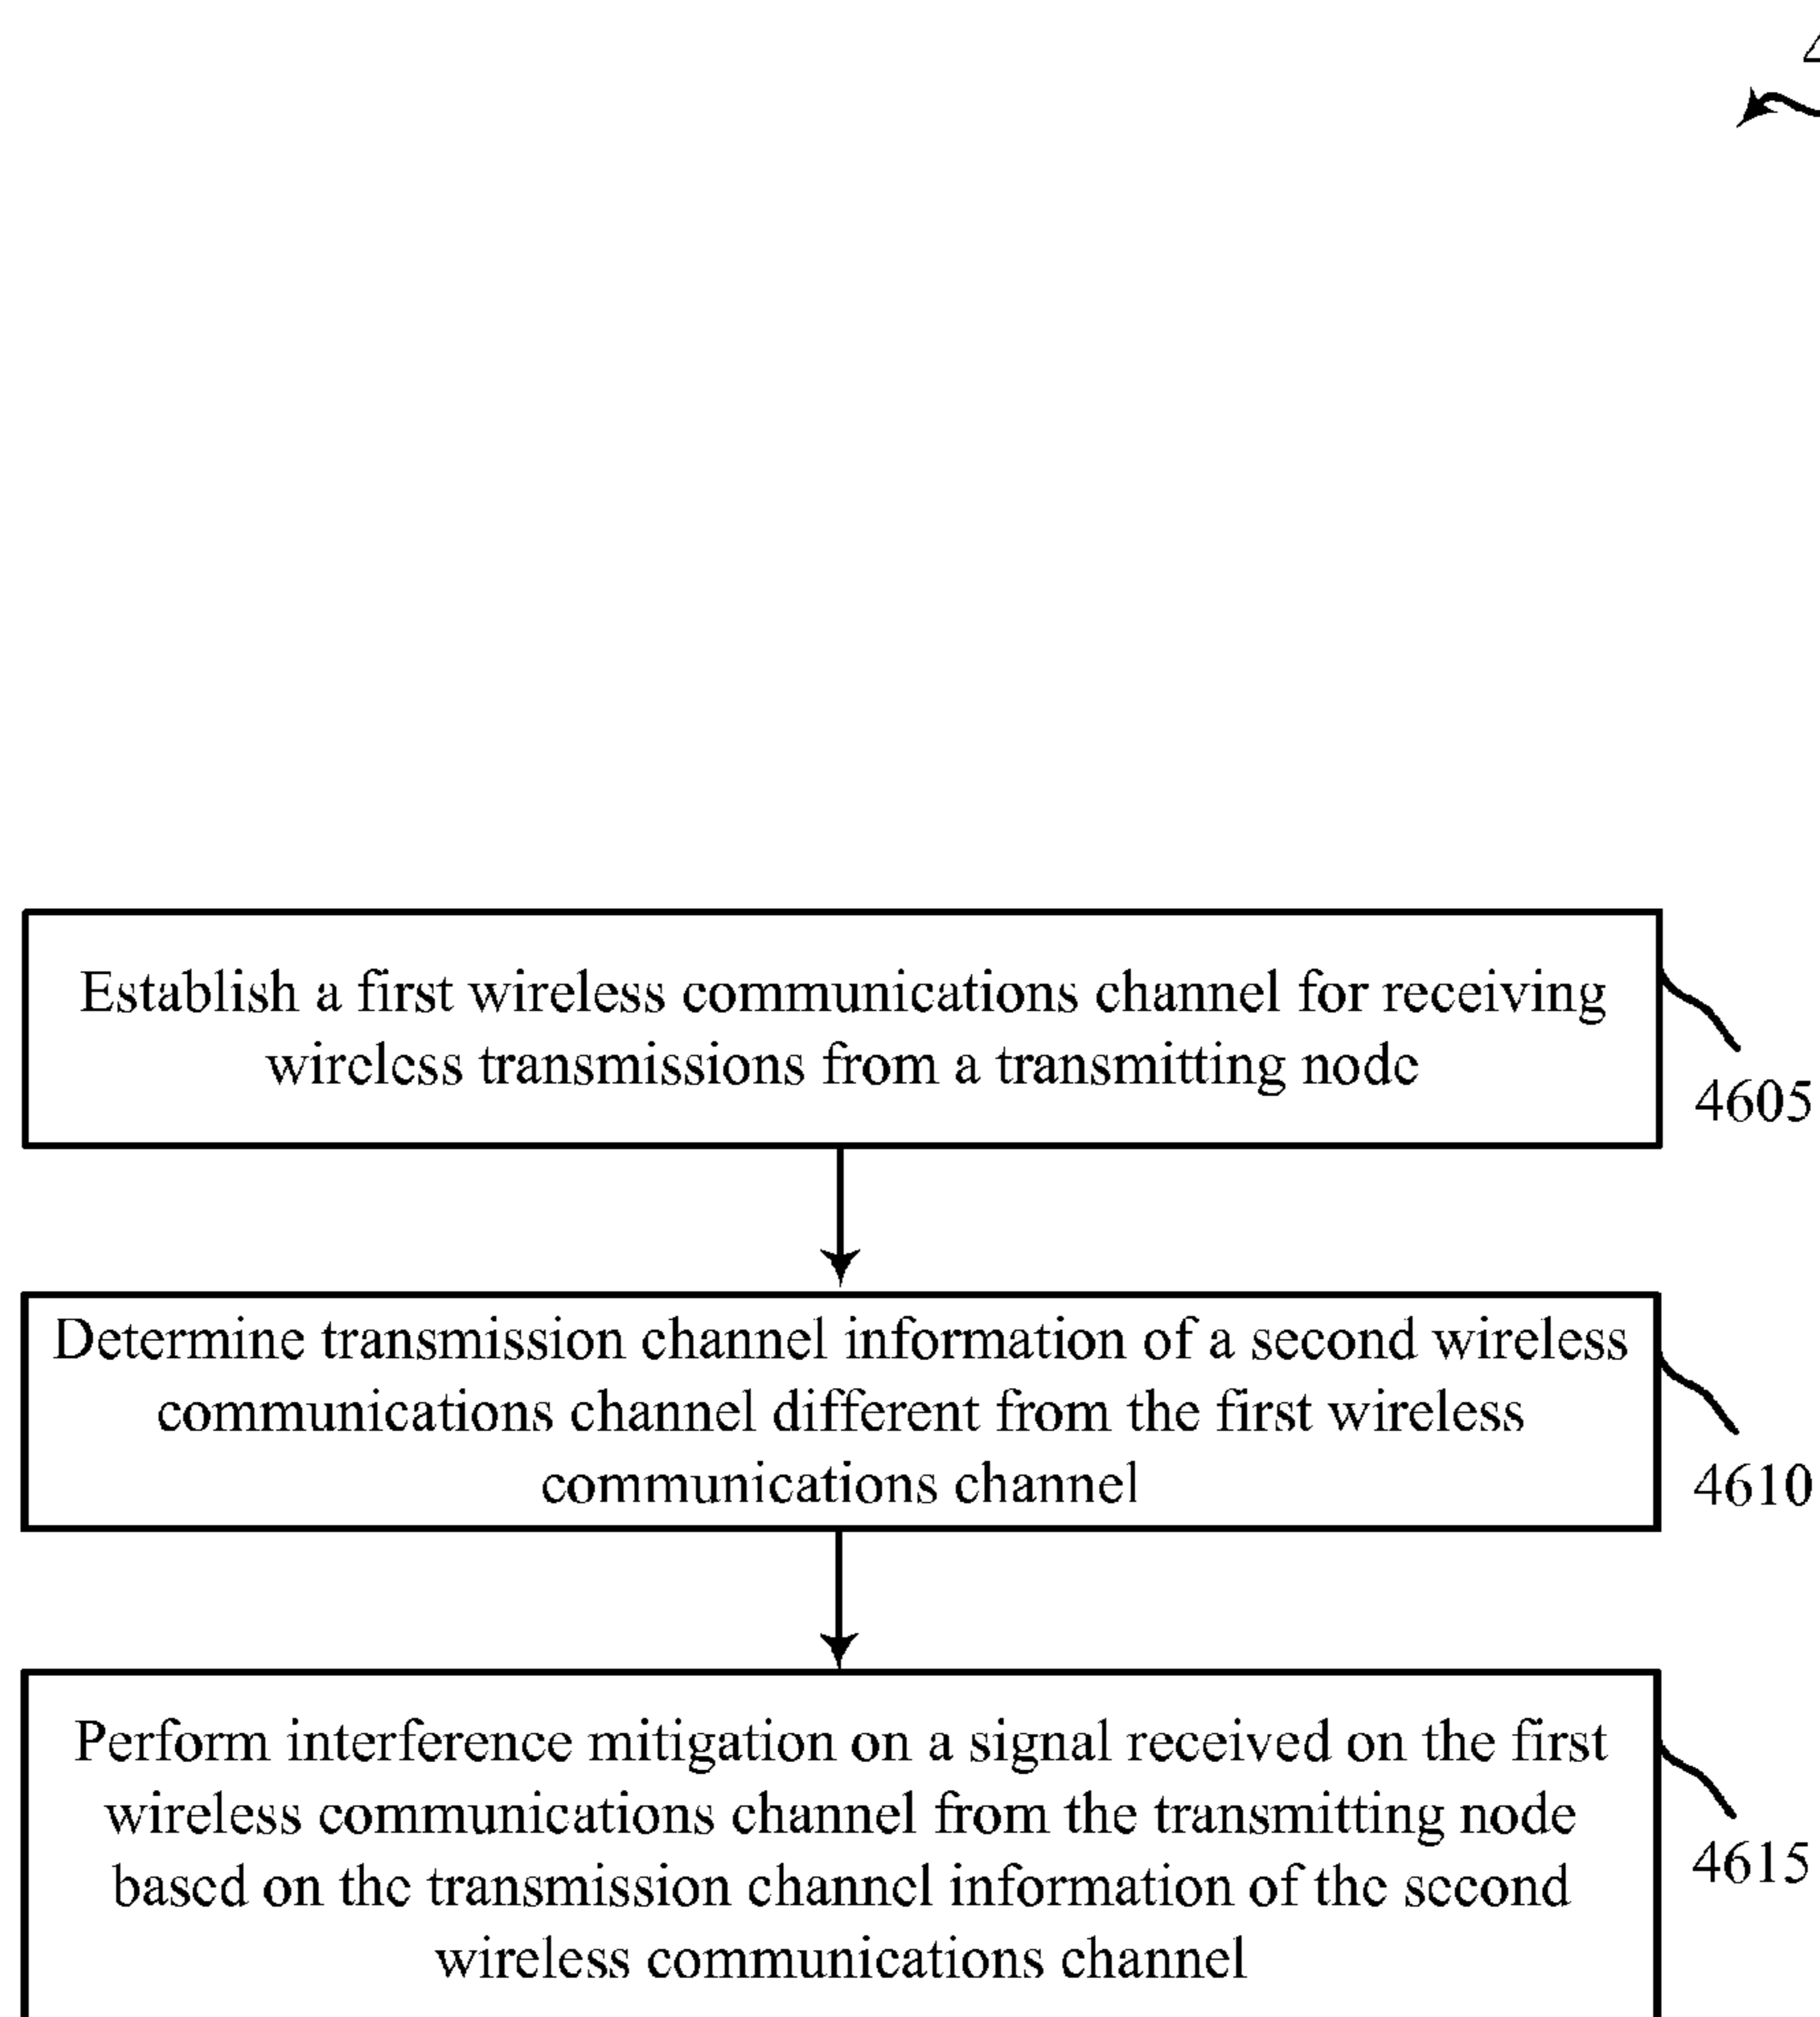 Establish a first wireless communications channel for receiving
wireless transmissions from a transmitting node
4605
Determine transmission channel information of a second wireless
communications channel different from the first wireless
communications channel
4610
Perform interference mitigation on a signal received on the first
wireless communications channel from the transmitting node
based on the transmission channel information of the second
wireless communications channel
4615